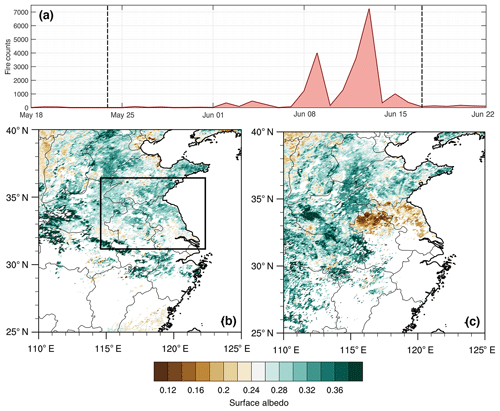 (a)
Fire counts
7000
6000
5000
4000
3000
2000
1000
0
May 18 May 25 Jun 01 Jun 08 Jun 15 Jun 22
40° N
35° N
30° N
25° N
(b)
110° E 115° E 120° E 125° E
40° N
35° N
30° N
25° N
(c)
110° E 115° E 120° E 125° E
0.12 0.16 0.2 0.24 0.28 0.32 0.36
Surface albedo